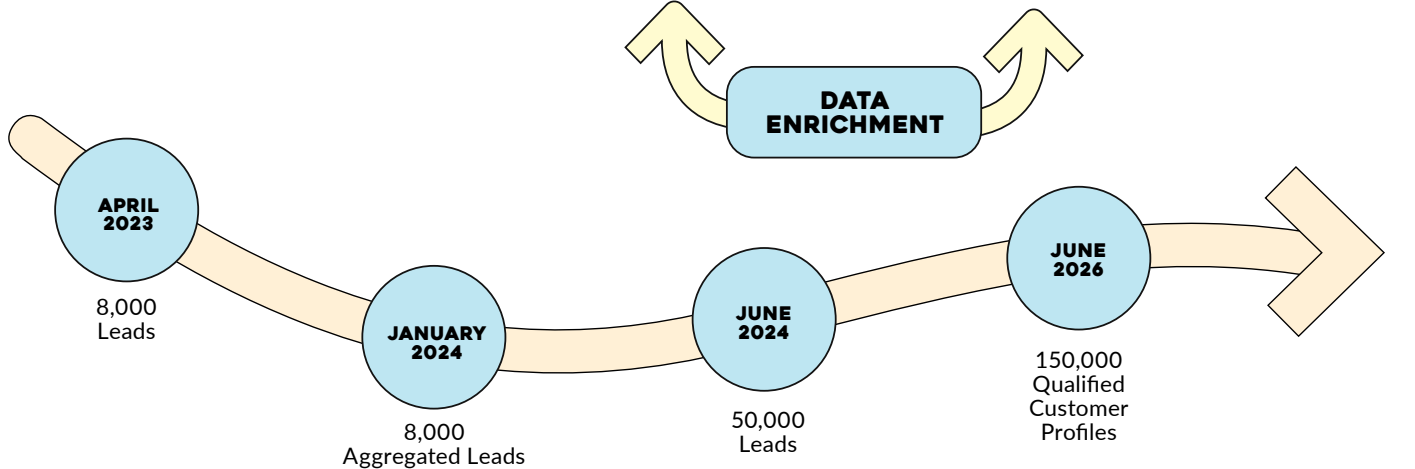 DATA
ENRICHMENT
APRIL
2023
8,000
Leads
JANUARY
2024
8,000
Aggregated Leads
JUNE
2024
50,000
Leads
JUNE
2026
150,000
Qualified
Customer
Profiles